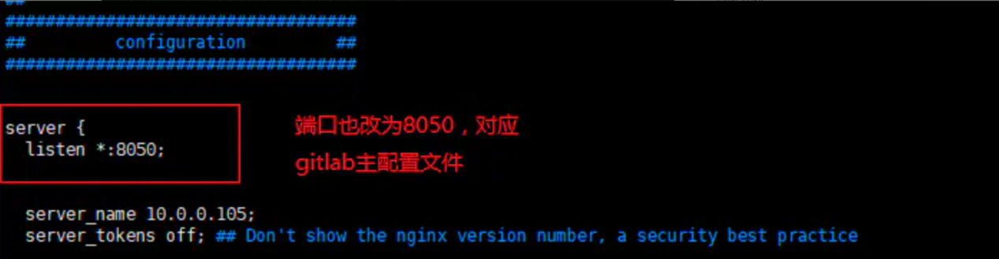 ##
###################################
##         configuration         ##
###################################
server {
端口也改为8050，对应
listen *:8050;
gitlab主配置文件
server_name 10.0.0.105;
server_tokens off; ## Don't show the nginx version number, a security best practice